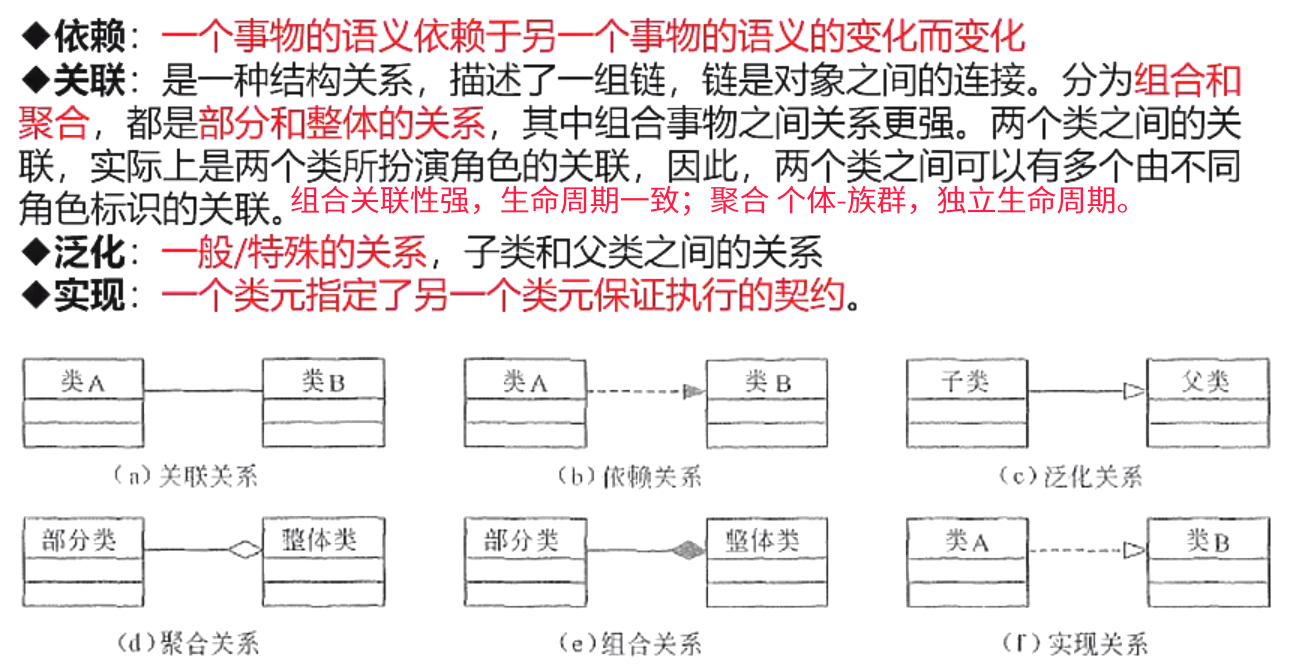 ◆依赖：一个事物的语义依赖于另一个事物的语义的变化而变化
◆关联：是一种结构关系，描述了一组链，链是对象之间的连接。分为组合和
聚合，都是部分和整体的关系，其中组合事物之间关系更强。两个类之间的关
联，实际上是两个类所扮演角色的关联，因此，两个类之间可以有多个由不同
角色标识的关联。组合关联性强，生命周期一致；聚合 个体-族群，独立生命周期。
◆泛化：一般/特殊的关系，子类和父类之间的关系
◆实现：一个类元指定了另一个类元保证执行的契约。
类A 类B 类A 类B 子类 父类
(a)关联关系 (b)依赖关系 (c)泛化关系
部分类 整体类 部分类 整体类 类A 类B
(d)聚合关系 (e)组合关系 (f)实现关系